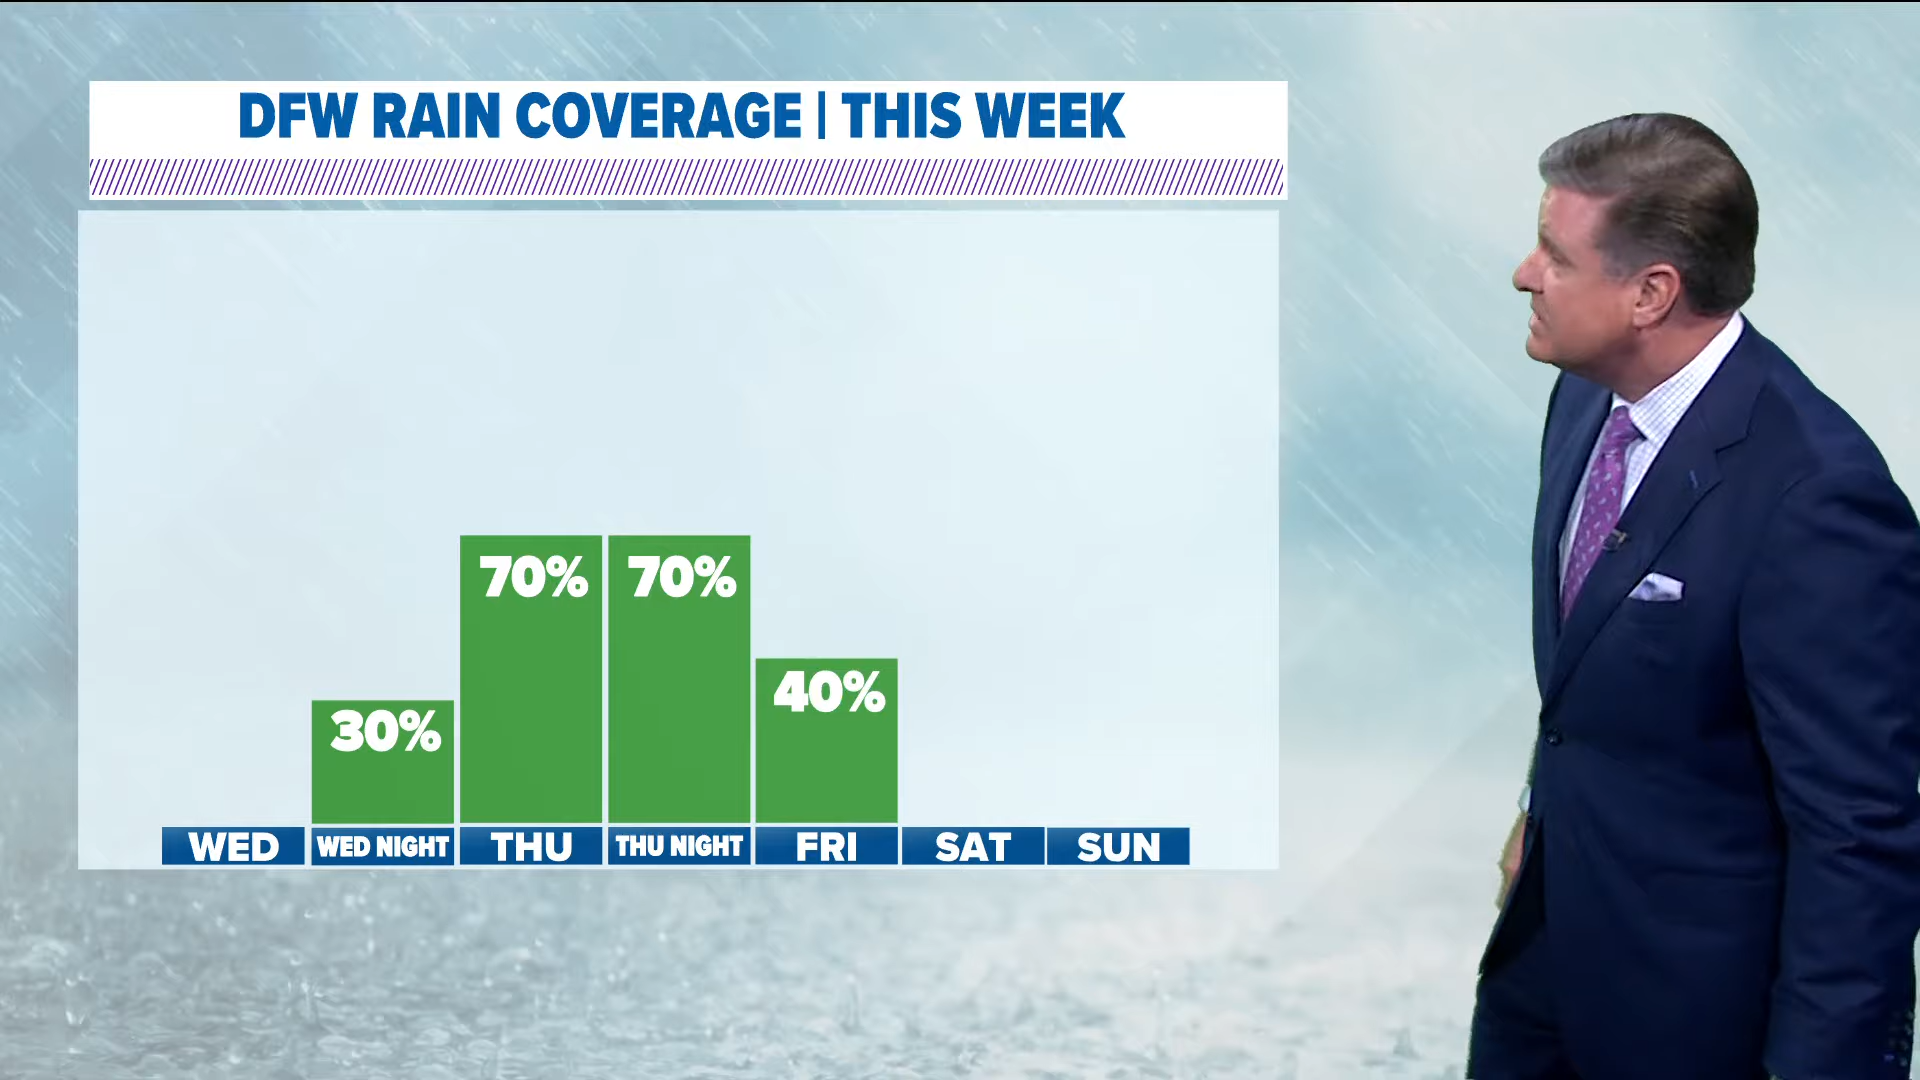 DFW RAIN COVERAGE | THIS WEEK
70% 70%
40%
30%
WED WED NIGHT THU THU NIGHT FRI SAT SUN